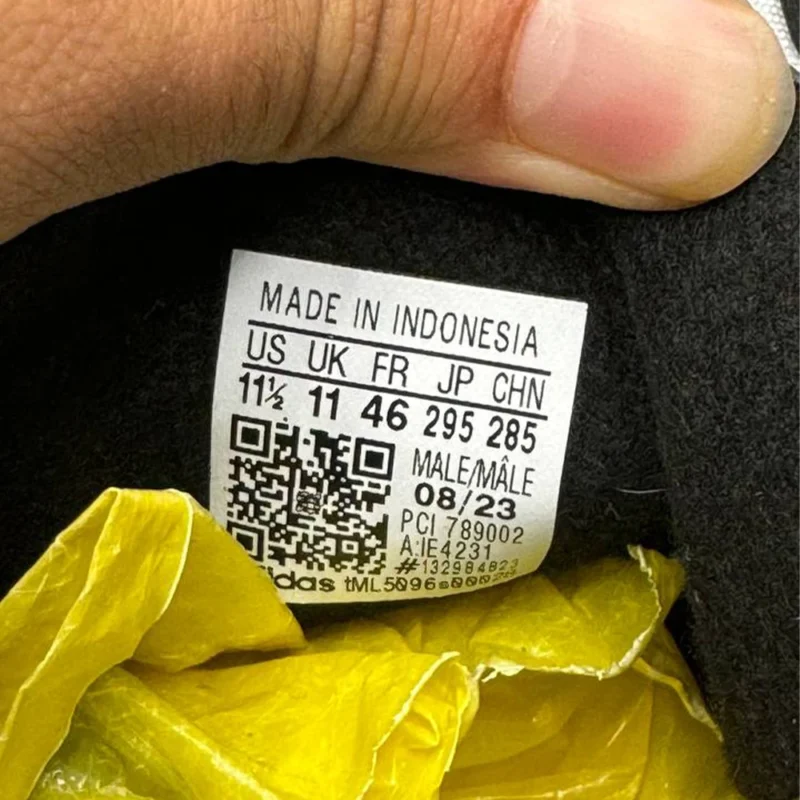 MADE IN INDONESIA
US UK FR JP CHN
11½ 11 46 295 285
MALE/MÂLE
08/23
PCI 789002
A:IE4231
#132984823